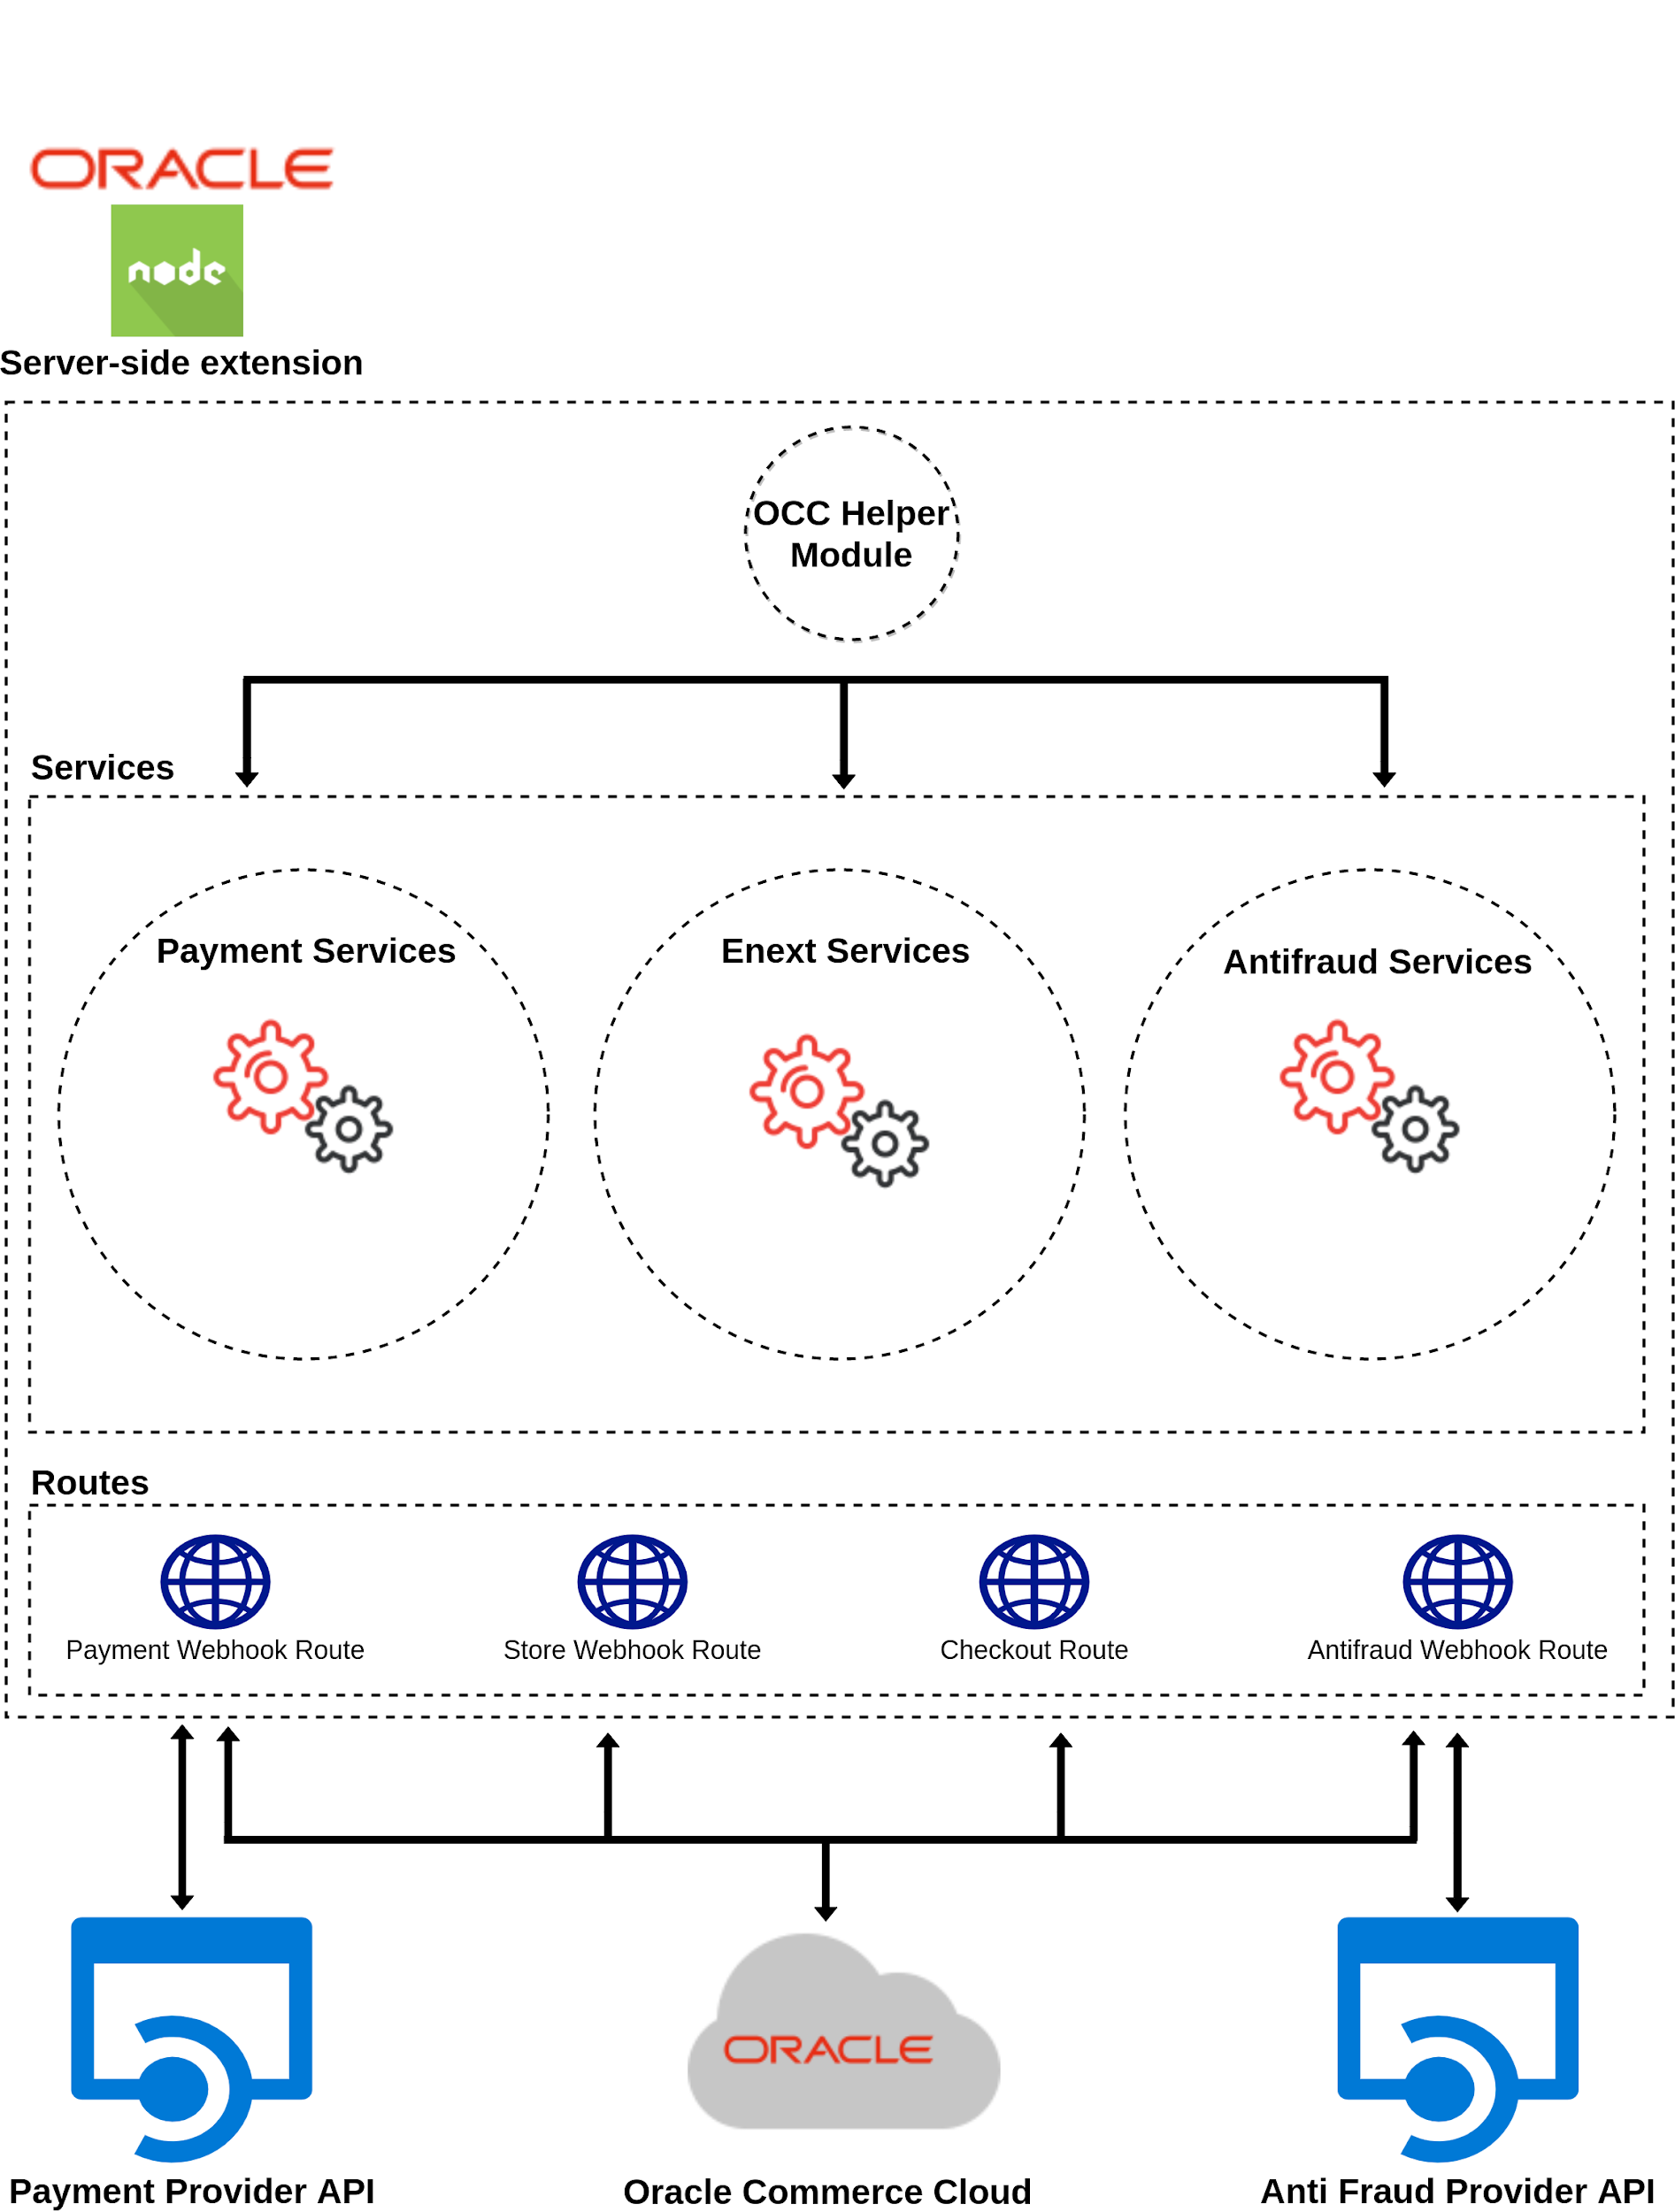 ORACLE
node
Server-side extension
OCC Helper
Module
Services
Payment Services
Enext Services
Antifraud Services
Routes
Payment Webhook Route
Store Webhook Route
Checkout Route
Antifraud Webhook Route
ORACLE
Payment Provider API
Oracle Commerce Cloud
Anti Fraud Provider API